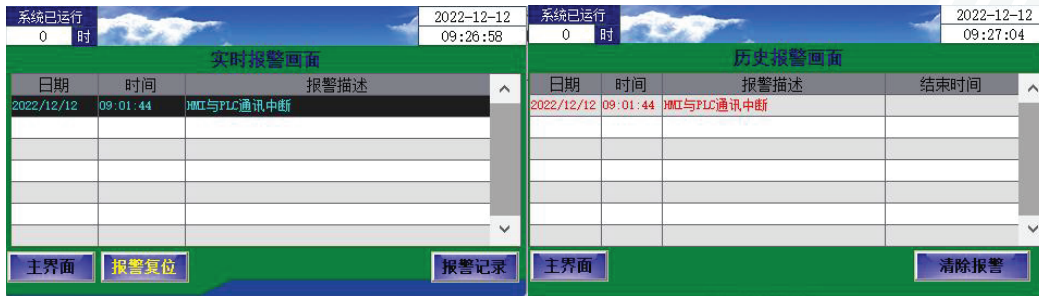 系统已运行
0 时
2022-12-12
09:26:58
实时报警画面
日期 时间 报警描述
2022/12/12 09:01:44 HMI与PLC通讯中断
主界面 报警复位 报警记录
系统已运行
0 时
2022-12-12
09:27:04
历史报警画面
日期 时间 报警描述 结束时间
2022/12/12 09:01:44 HMI与PLC通讯中断
主界面 清除报警